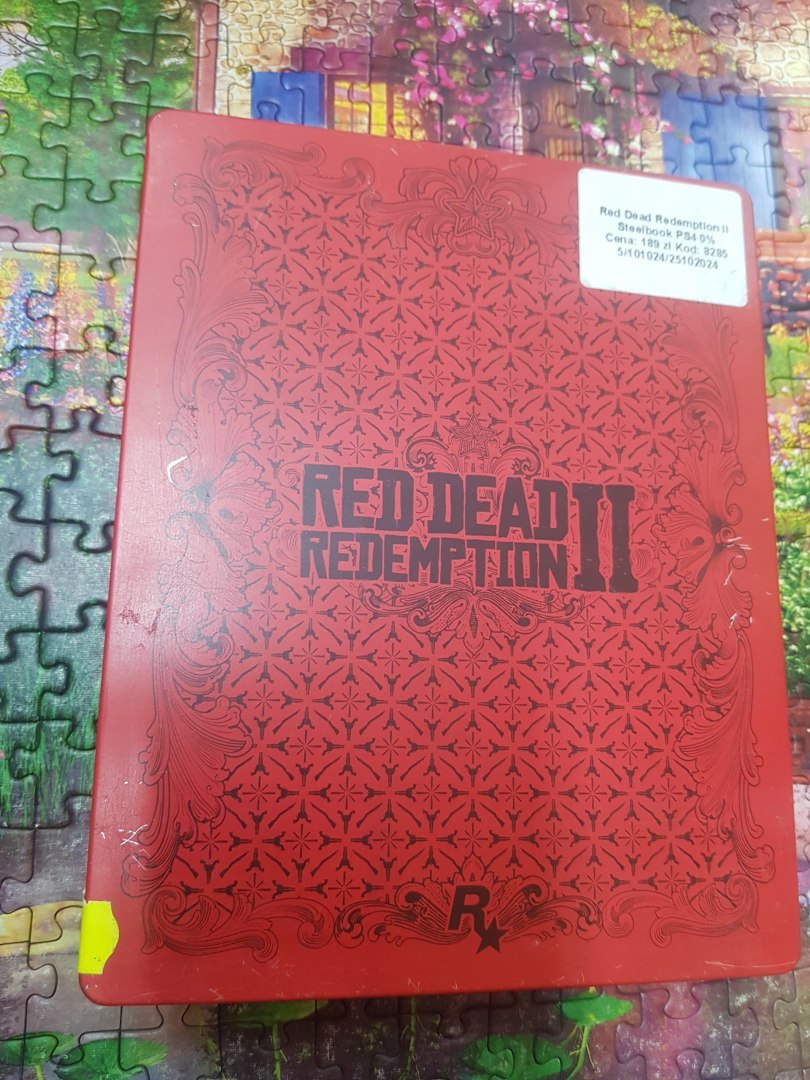 Red Dead Redemption II
Steelbook PS4 0%
Cena: 189 zł Kod: 8285
5/101024/25102024
RED DEAD
REDEMPTION II
R